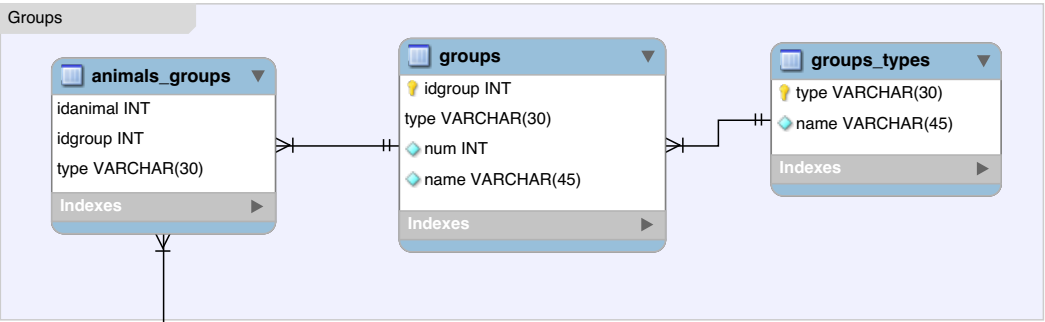 Groups
animals_groups
idanimal INT
idgroup INT
type VARCHAR(30)
Indexes
groups
idgroup INT
type VARCHAR(30)
num INT
name VARCHAR(45)
Indexes
groups_types
type VARCHAR(30)
name VARCHAR(45)
Indexes